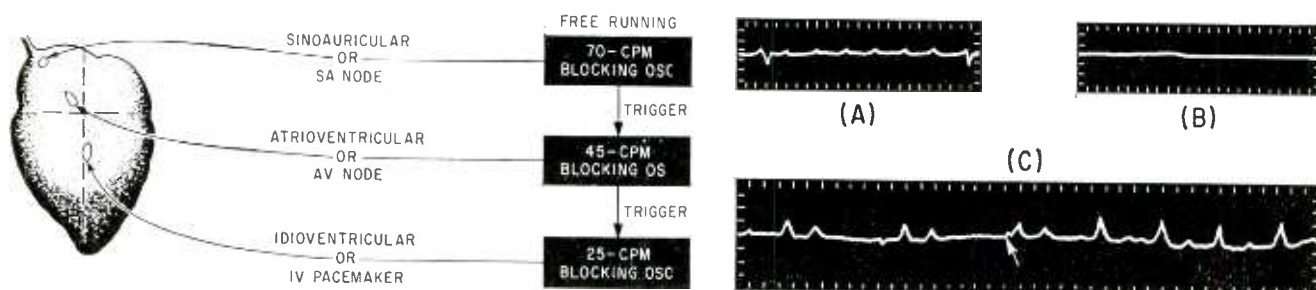 FREE RUNNING
SINOAURICULAR
OR
SA NODE
70-CPM
BLOCKING OSC
TRIGGER
ATRIOVENTRICULAR
OR
AV NODE
45-CPM
BLOCKING OS
TRIGGER
IDIOVENTRICULAR
OR
IV PACEMAKER
25-CPM
BLOCKING OSC
(A)
(B)
(C)